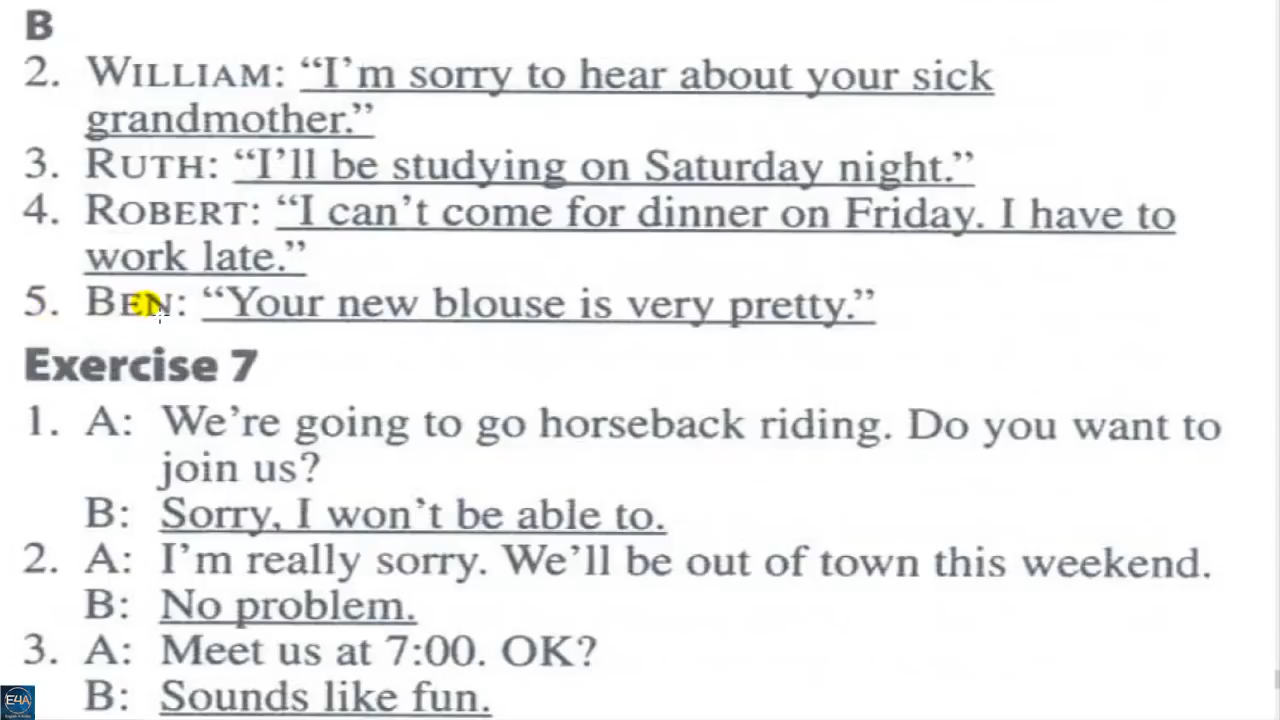 B
2. WILLIAM: “I’m sorry to hear about your sick
grandmother.”
3. RUTH: “I’ll be studying on Saturday night.”
4. ROBERT: “I can’t come for dinner on Friday. I have to
work late.”
5. BEN: “Your new blouse is very pretty.”
Exercise 7
1. A: We’re going to go horseback riding. Do you want to
join us?
B: Sorry, I won’t be able to.
2. A: I’m really sorry. We’ll be out of town this weekend.
B: No problem.
3. A: Meet us at 7:00. OK?
B: Sounds like fun.
E4A